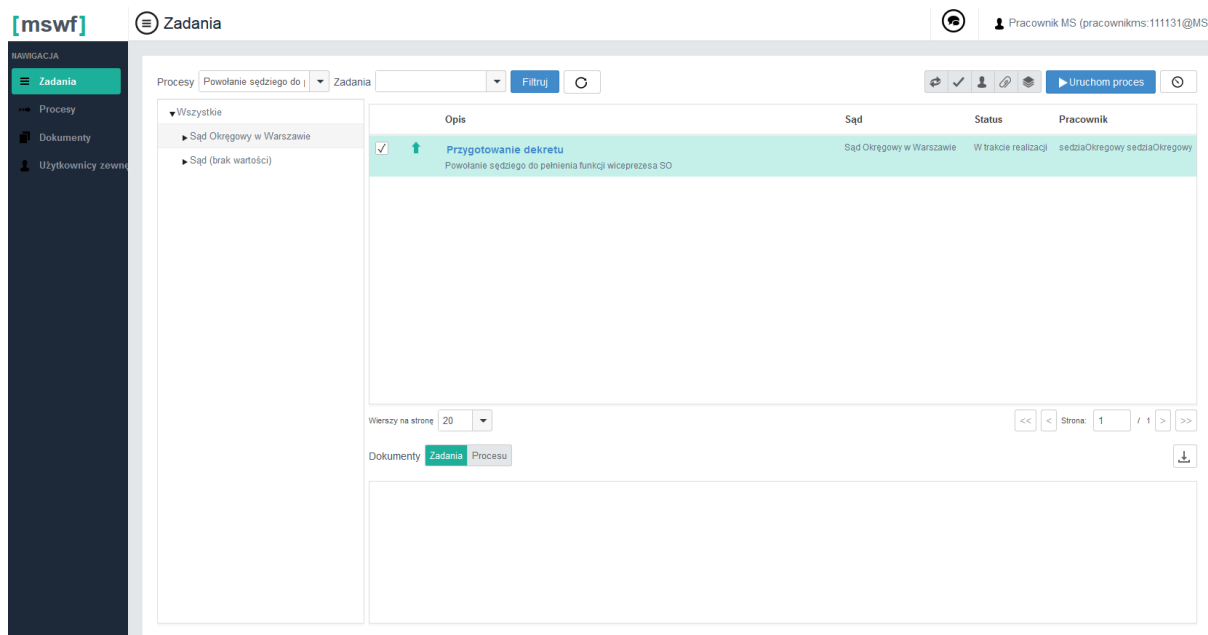 [mswf]
Zadania
Pracownik MS (pracownikms:111131@MS
NAWIGACJA
Zadania
Procesy
Dokumenty
Użytkownicy zewnę
Procesy Powołanie sędziego do p Zadania Filtruj
Uruchom proces
Wszystkie
Sąd Okręgowy w Warszawie
Sąd (brak wartości)
Opis Sąd Status Pracownik
Przygotowanie dekretu Sąd Okręgowy w Warszawie W trakcie realizacji sedziaOkregowy sedziaOkregowy
Powołanie sędziego do pełnienia funkcji wiceprezesa SO
Wierszy na stronę 20
<< < Strona: 1 / 1 > >>
Dokumenty Zadania Procesu